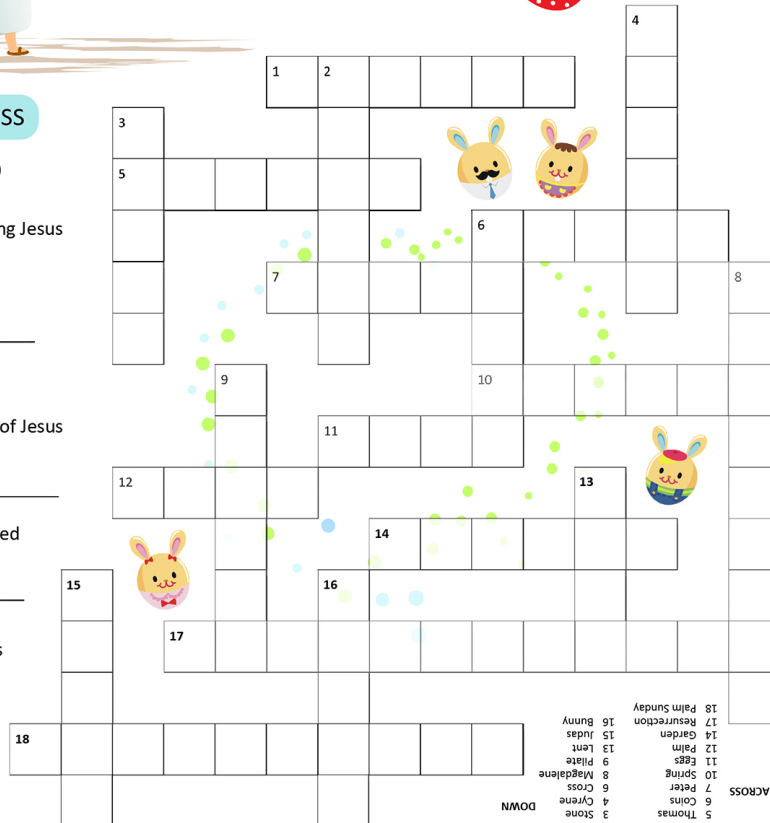 4
1 2
3
SS
5
ng Jesus
6
7 8
9 10
of Jesus
11
12 13
ed
14
15 16
s
17
18
ACROSS
5 Thomas
6 Coins
7 Peter
10 Spring
11 Eggs
12 Palm
14 Garden
17 Resurrection
18 Palm Sunday
DOWN
3 Stone
4 Cyrene
6 Cross
8 Magdalene
9 Pilate
13 Lent
15 Judas
16 Bunny